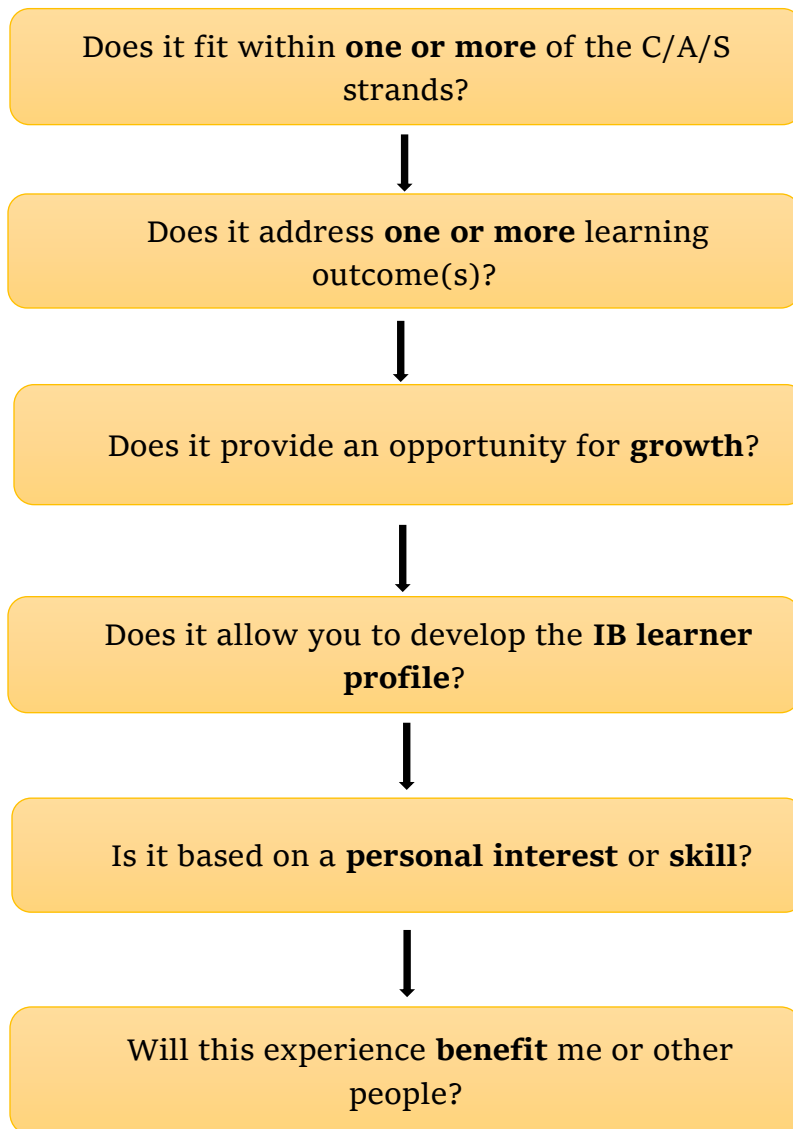 Does it fit within one or more of the C/A/S
strands?
Does it address one or more learning
outcome(s)?
Does it provide an opportunity for growth?
Does it allow you to develop the IB learner
profile?
Is it based on a personal interest or skill?
Will this experience benefit me or other
people?